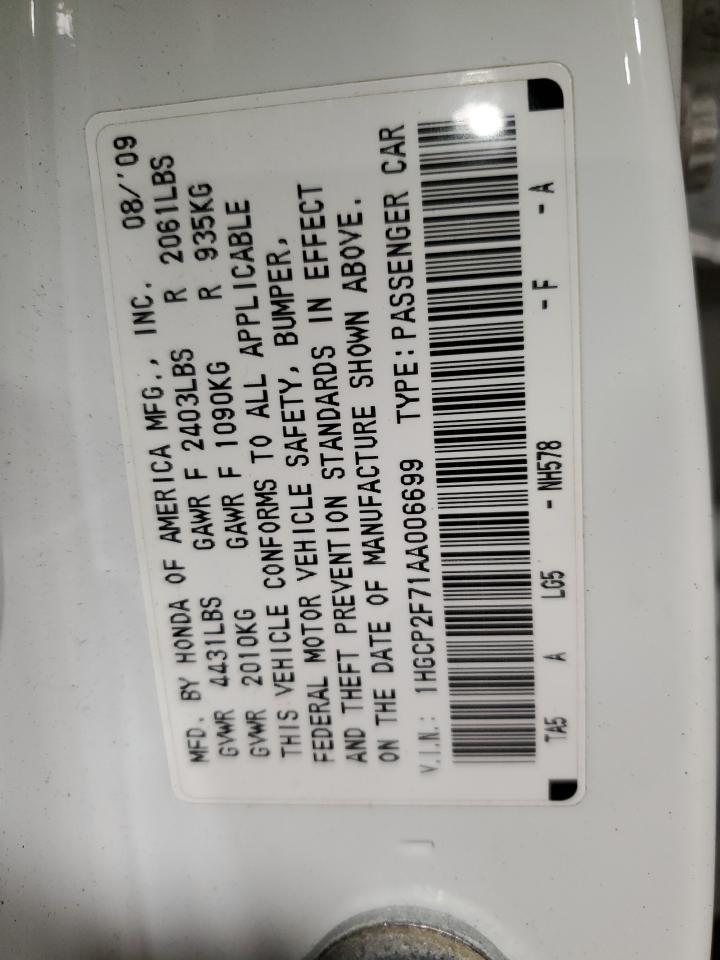 MFD. BY HONDA OF AMERICA MFG., INC. 08/'09
GVWR 4431LBS GAWR F 2403LBS R 2061LBS
GVWR 2010KG GAWR F 1090KG R 935KG
THIS VEHICLE CONFORMS TO ALL APPLICABLE
FEDERAL MOTOR VEHICLE SAFETY, BUMPER,
AND THEFT PREVENTION STANDARDS IN EFFECT
ON THE DATE OF MANUFACTURE SHOWN ABOVE.
V.I.N.: 1HGCP2F71AA006699 TYPE:PASSENGER CAR
TA5 A LG5 - NH578 - F - A